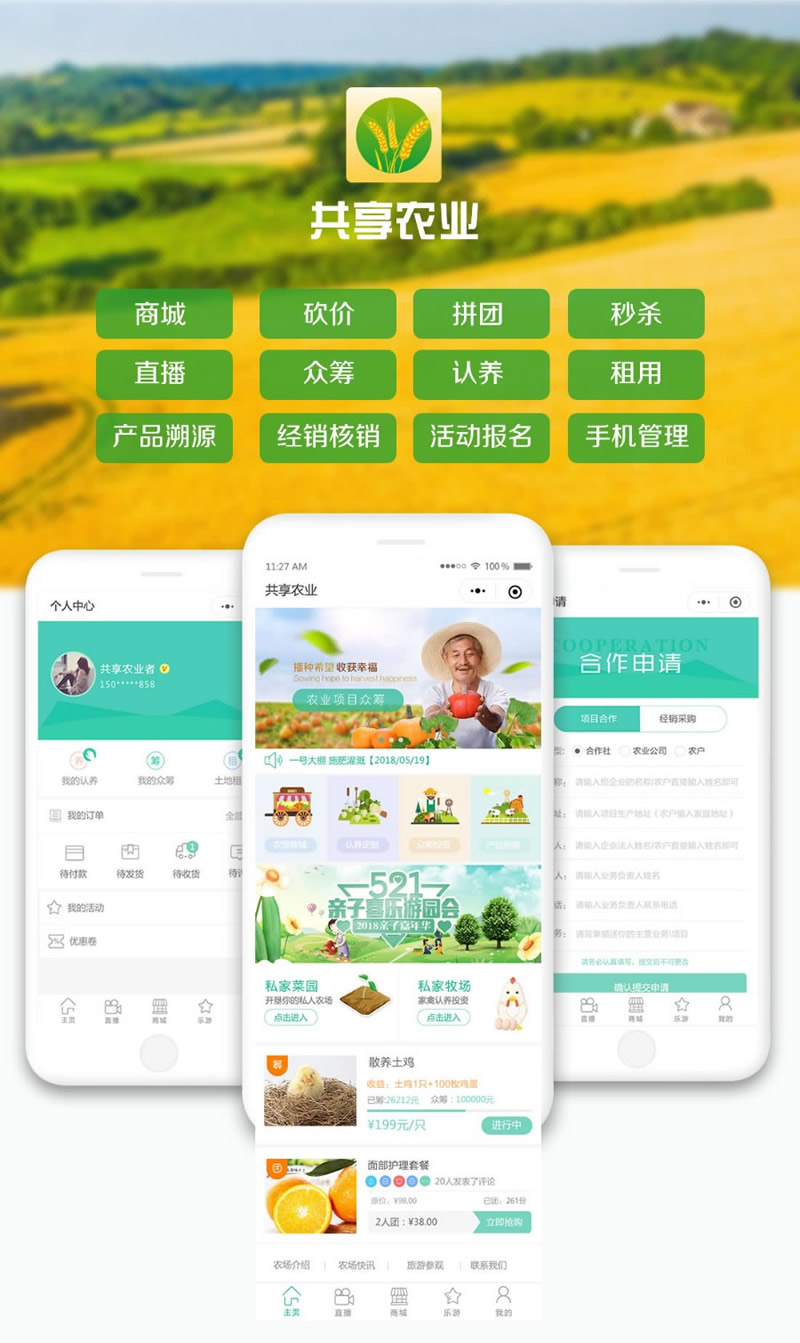 共享农业
商城 砍价 拼团 秒杀
直播 众筹 认养 租用
产品溯源 经销核销 活动报名 手机管理
个人中心
共享农业者
150*****858
养 筹 租
我的认养 我的众筹 土地租
我的订单
待付款 待发货 待收货
1
我的活动
优惠卷
主页 直播 商城 乐游
11:27 AM 100%
共享农业
播种希望 收获幸福
Sowing hope to harvest happiness
农业项目众筹
一号大棚 施肥灌溉【2018/05/19】
认养定制
521
亲子喜乐游园会
2018亲子嘉年华
私家菜园 私家牧场
开垦你的私人农场 家禽认养投资
点击进入 点击进入
筹
散养土鸡
收益：土鸡1只+100枚鸡蛋
已筹:26212元 众筹：100000元
¥199元/只 进行中
团
面部护理套餐
20人发表了评论
原价：¥98.00 已团：261份
2人团：¥38.00 立即抢购
农场介绍 农场快讯 旅游参观 联系我们
主页 直播 商城 乐游 我的
请
COOPERATION
合作申请
项目合作 经销采购
型： 合作社 农业公司 农户
称： 请输入您企业的名称/农户直接输入姓名即可
址： 请输入项目生产地址（农户输入家庭地址）
人： 请输入企业法人姓名/农户直接输入姓名即可
人： 请输入业务负责人姓名
话： 请输入业务负责人联系电话
务： 请简单描述你的主营业务\项目
请务必认真填写，提交后不可更改
确认提交申请
直播 商城 乐游 我的